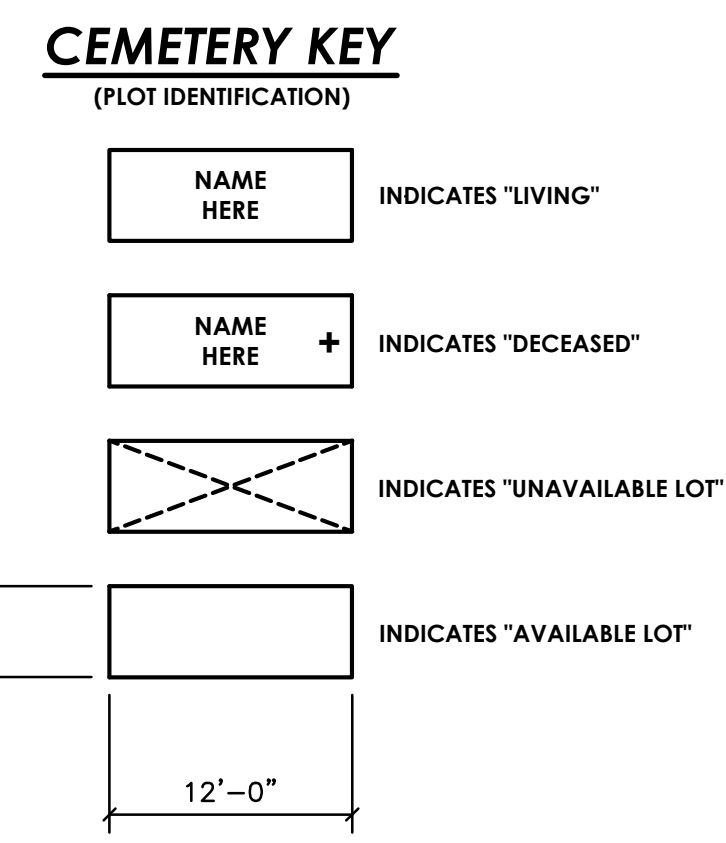 CEMETERY KEY
(PLOT IDENTIFICATION)
NAME
HERE
INDICATES "LIVING"
NAME
HERE +
INDICATES "DECEASED"
INDICATES "UNAVAILABLE LOT"
INDICATES "AVAILABLE LOT"
12'-0"